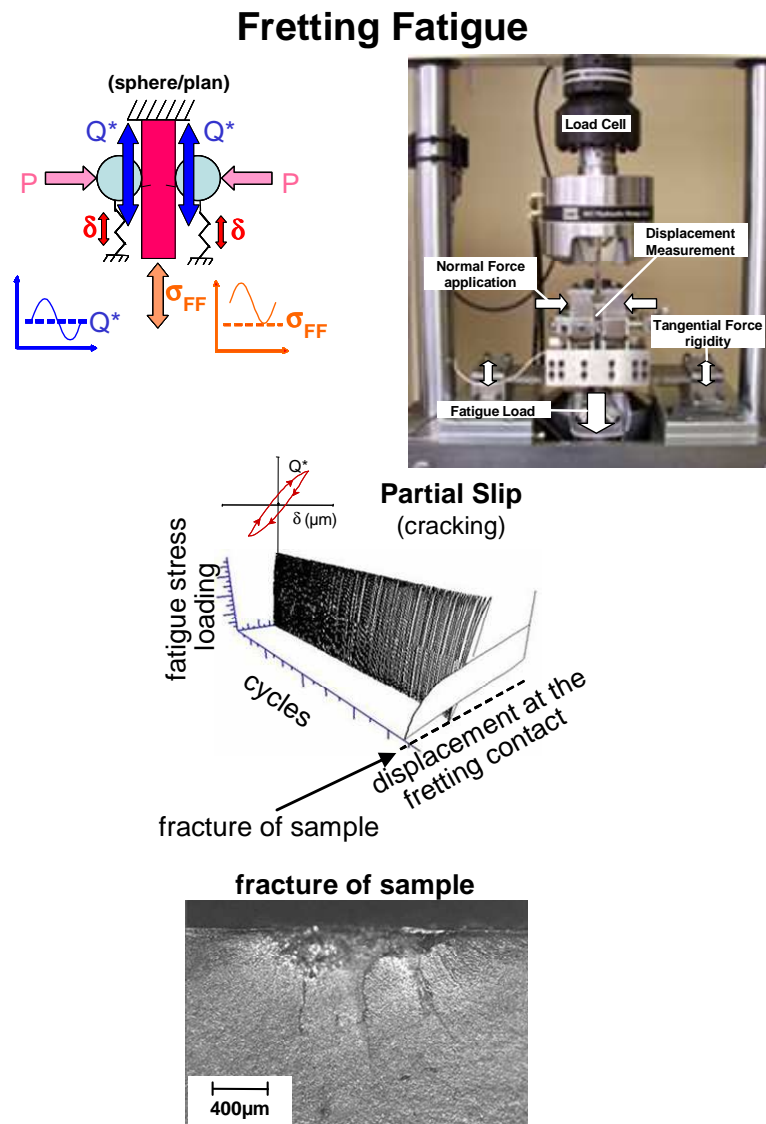 Fretting Fatigue
(sphere/plan)
Q* Q*
P P
δ δ
σFF
Q*
σFF
Load Cell
Displacement
Measurement
Normal Force
application
Tangential Force
rigidity
Fatigue Load
Q*
δ (µm)
Partial Slip
(cracking)
fatigue stress
loading
cycles
displacement at the
fretting contact
fracture of sample
fracture of sample
400µm